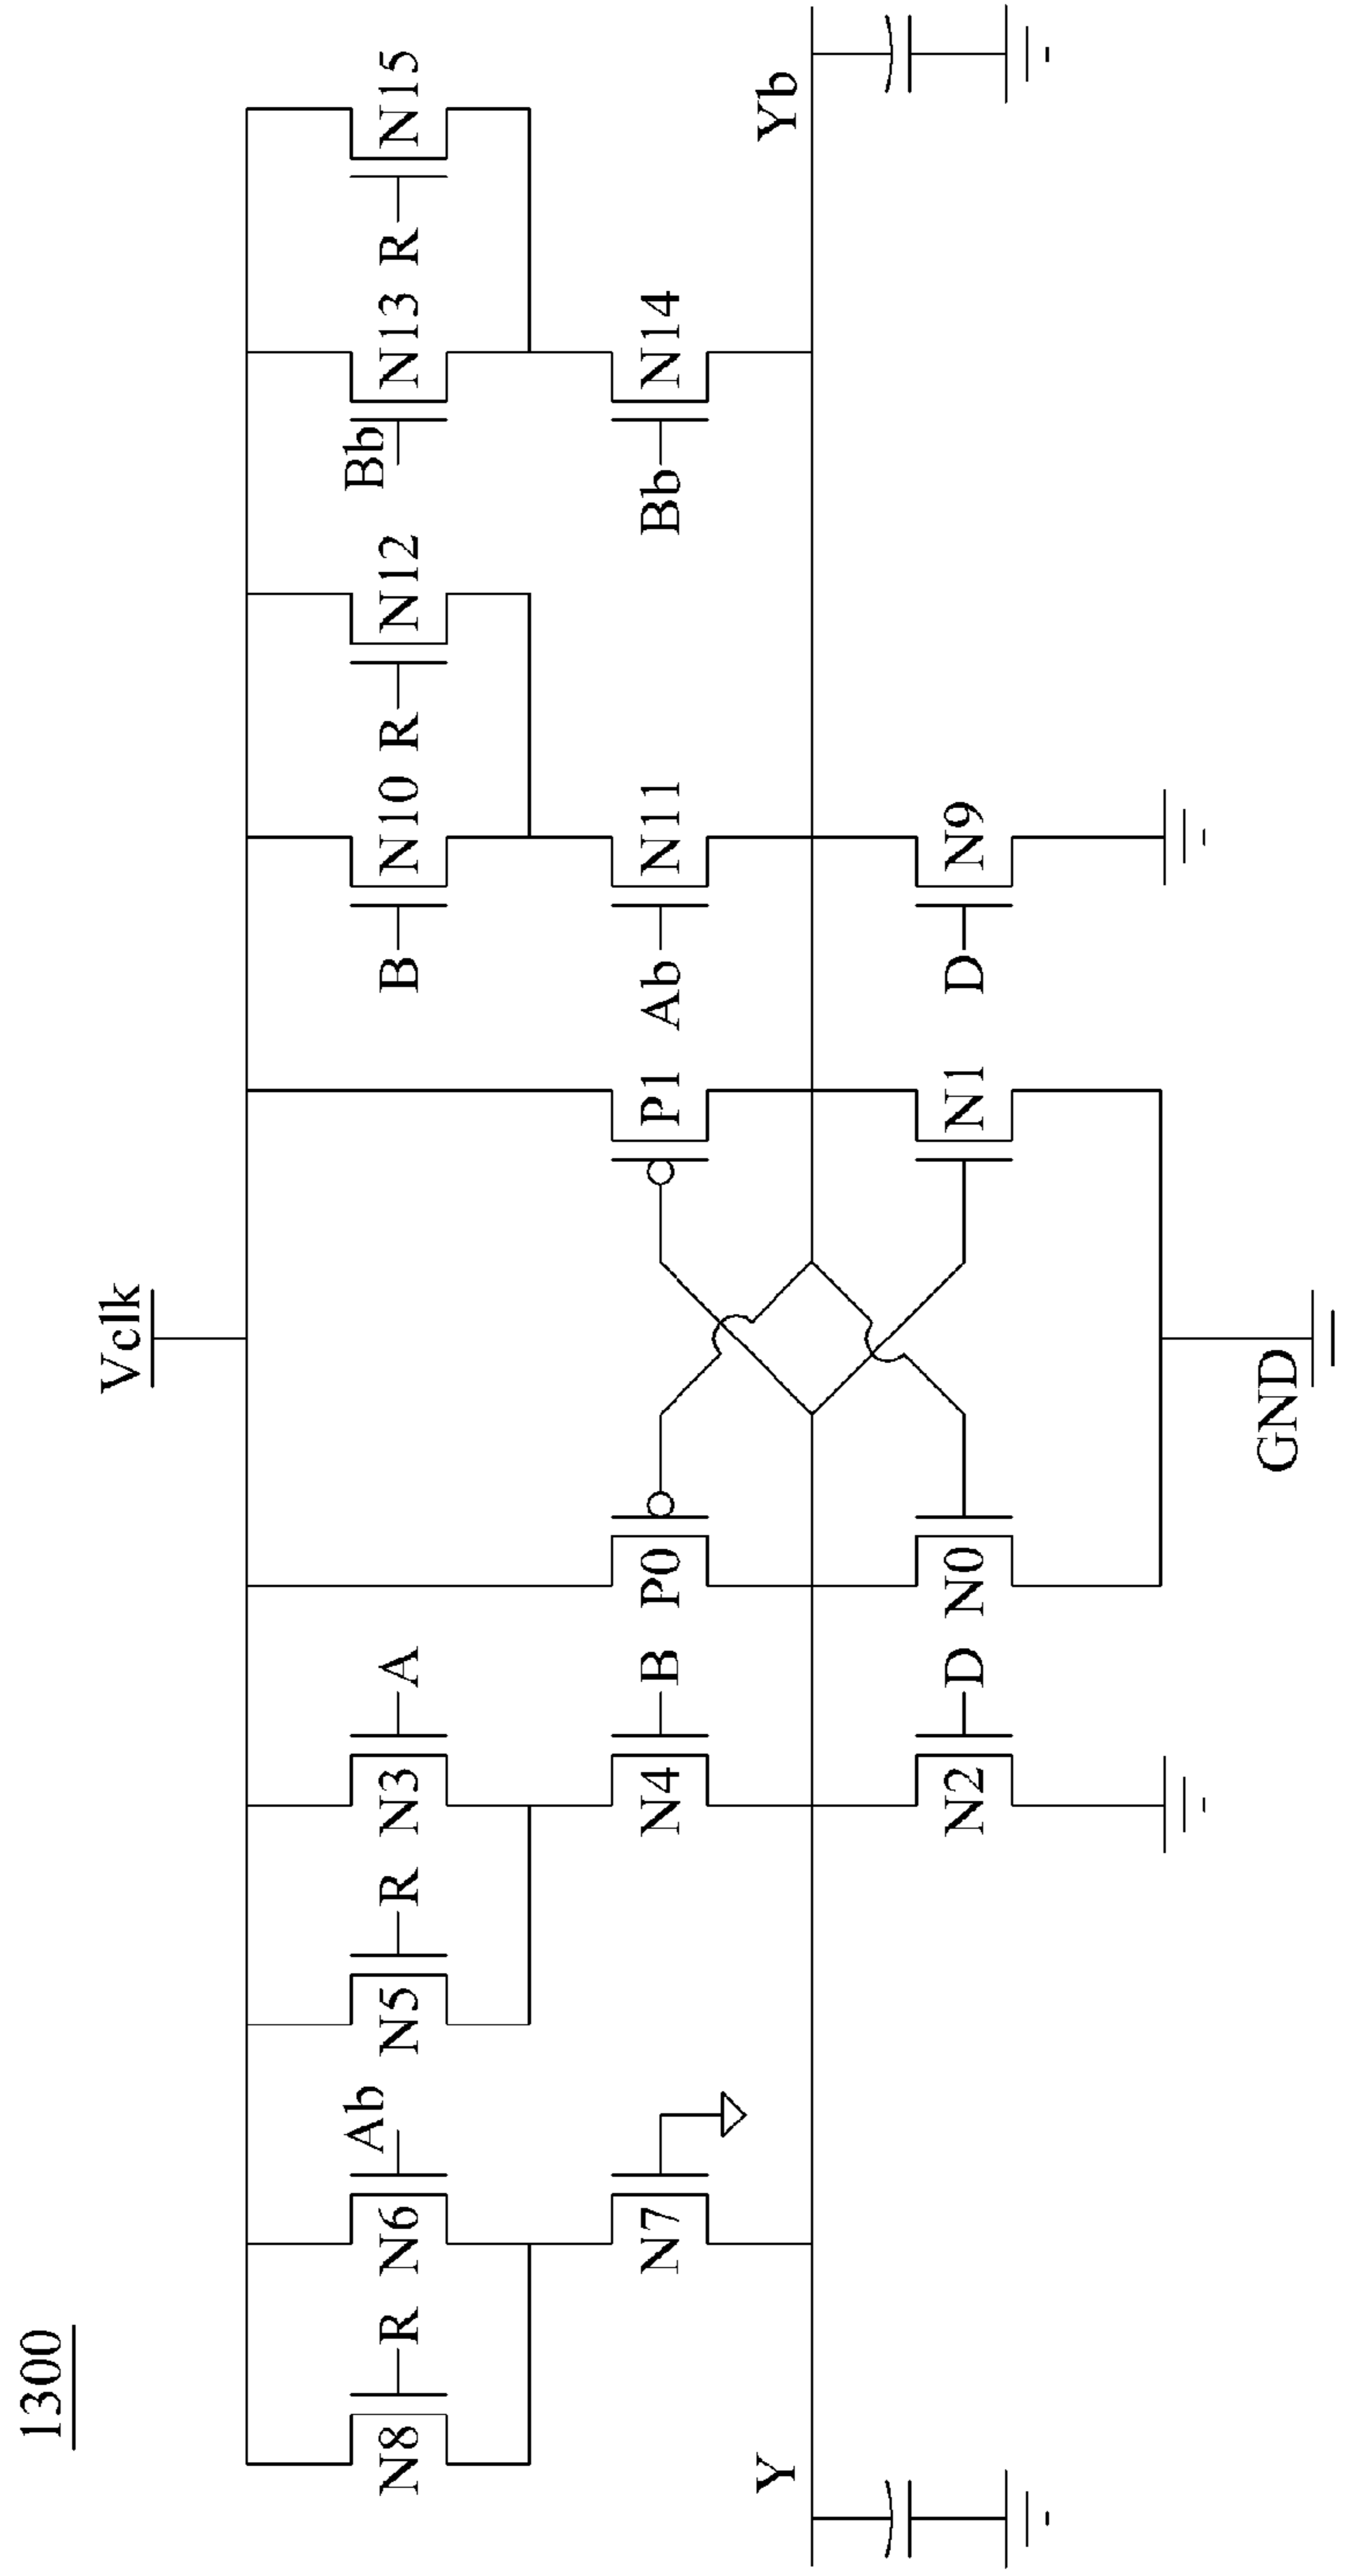 1300
Vclk
N8 R N6 Ab N5 R N3 A B N10 R N12 Bb N13 R N15
N7 N4 B P0 P1 Ab N11 Bb N14
Y Yb
N2 D N0 N1 D N9
GND